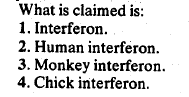 What is claimed is:
1. Interferon.
2. Human interferon.
3. Monkey interferon.
4. Chick interferon.